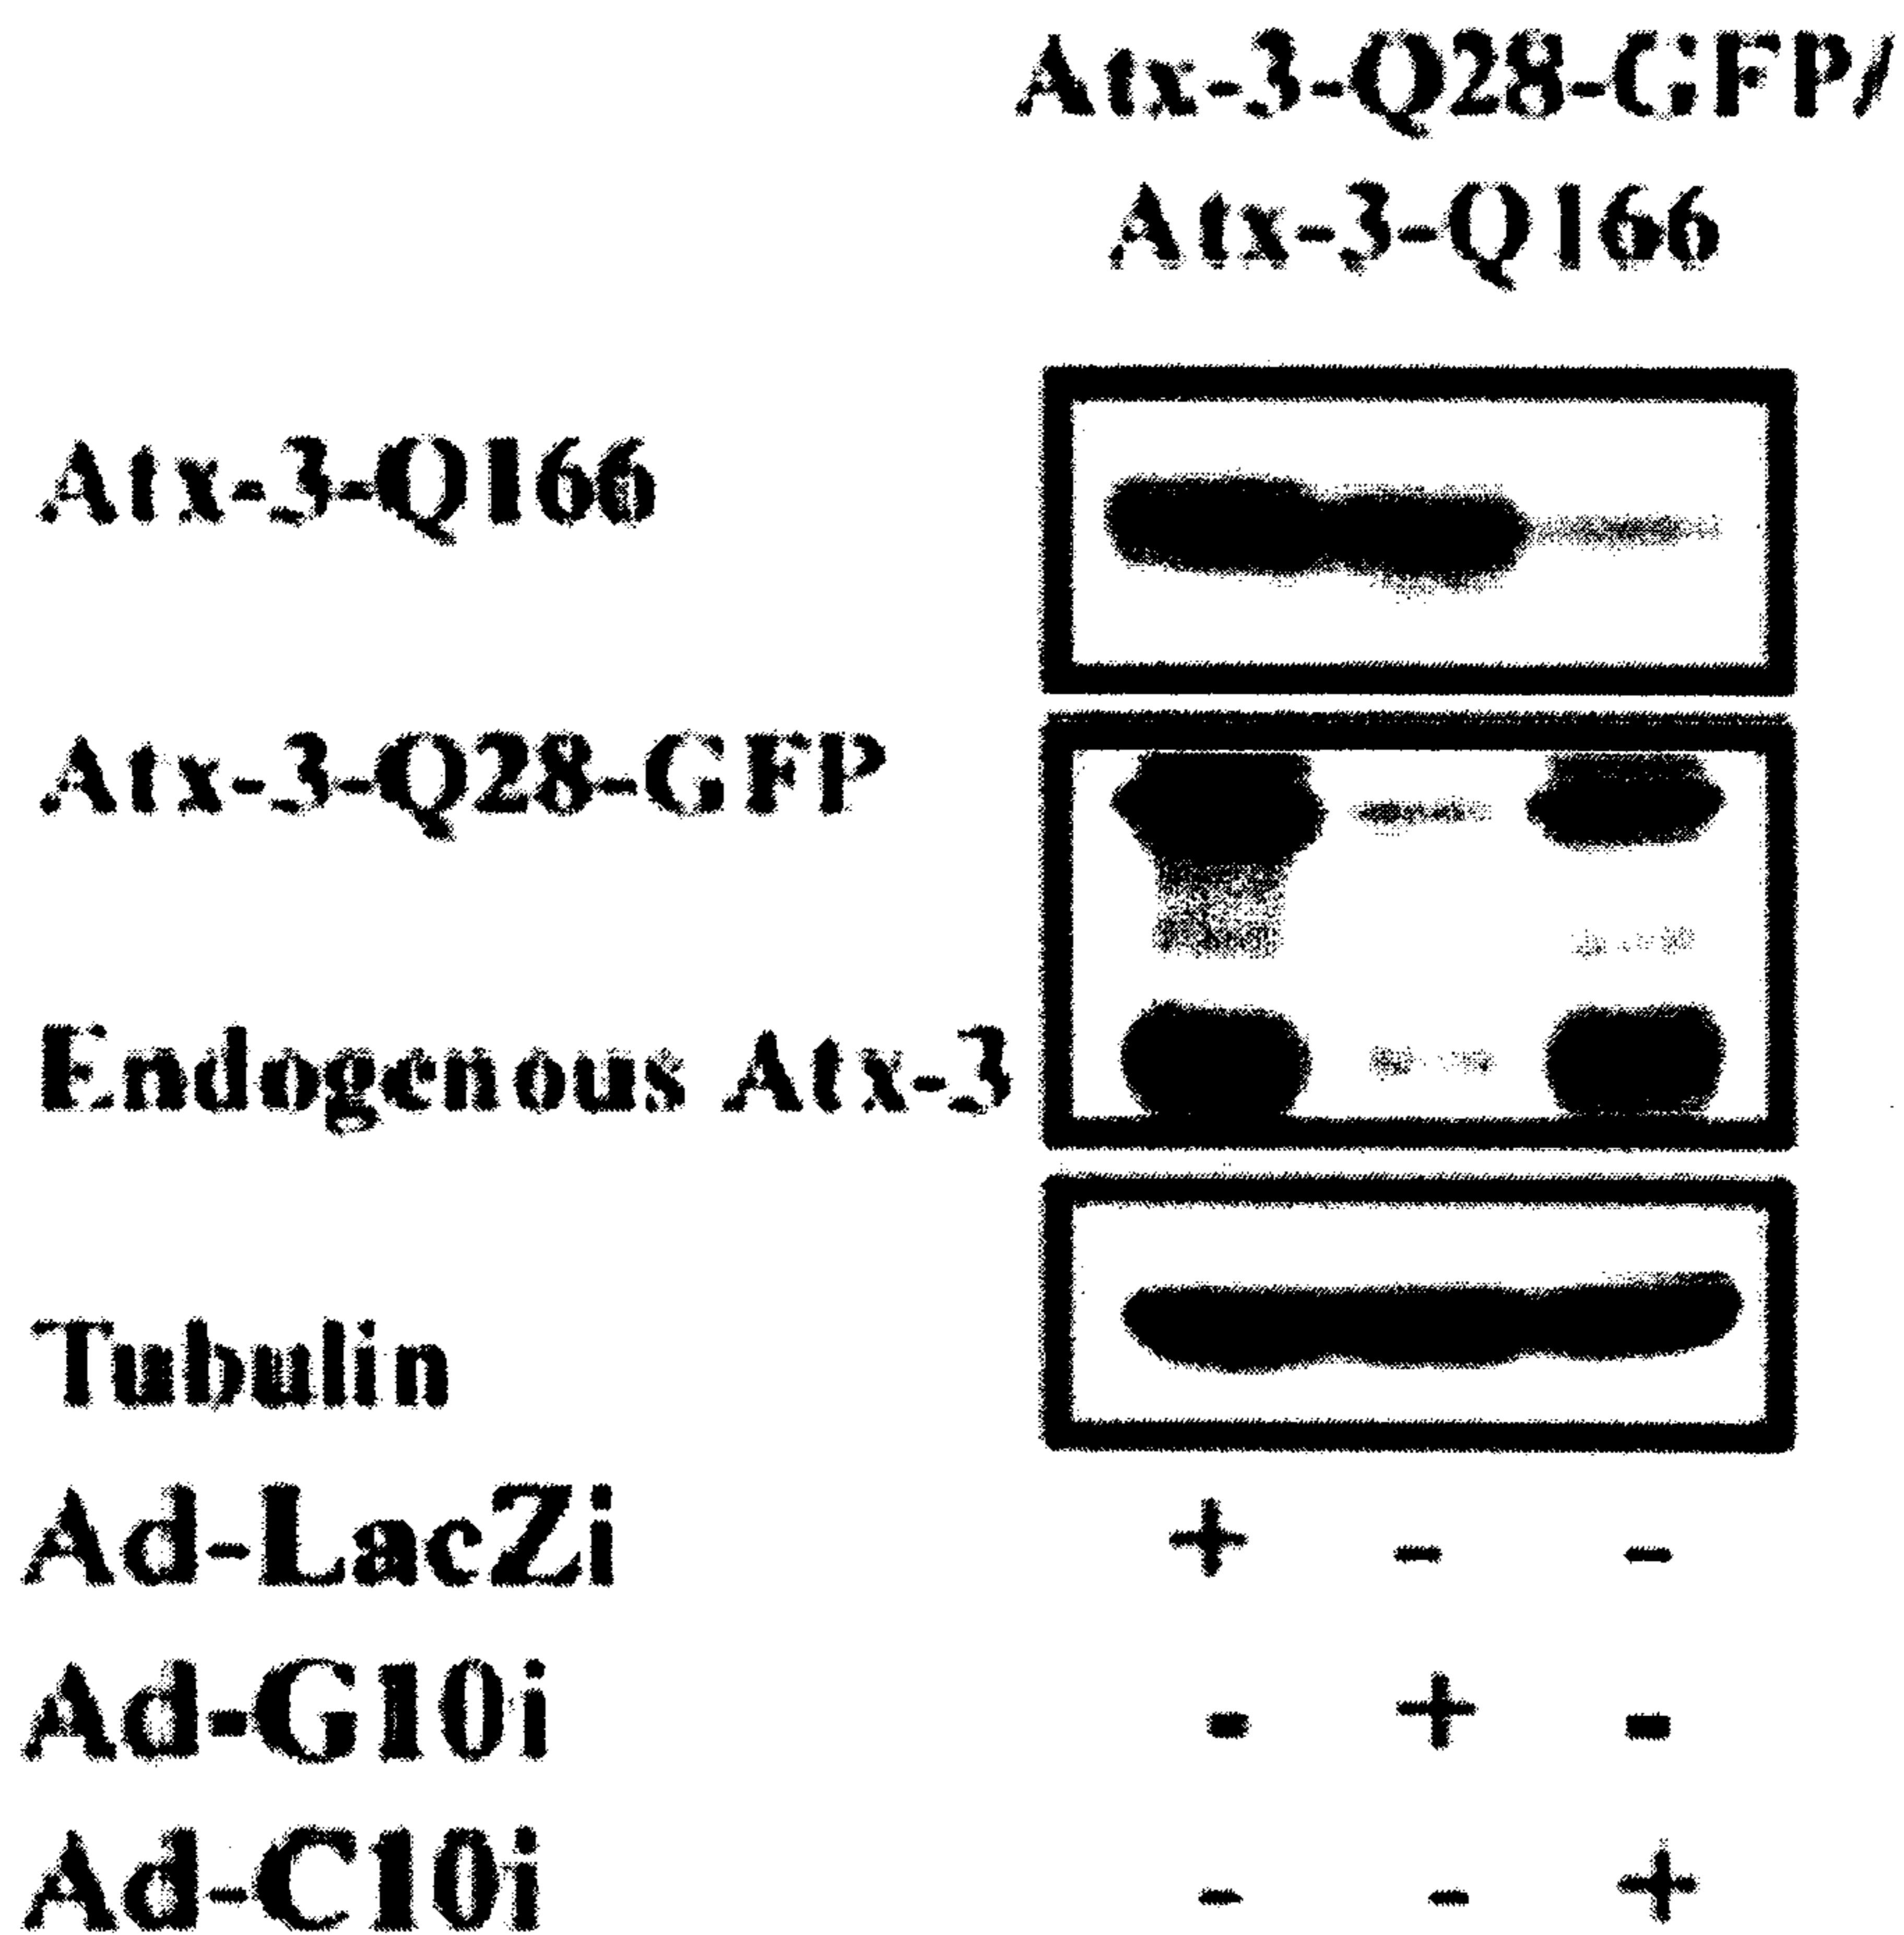 Atx-3-Q28-GFP/
Atx-3-Q166
Atx-3-Q166
Atx-3-Q28-GFP
Endogenous Atx-3
Tubulin
Ad-LacZi + - -
Ad-G10i - + -
Ad-C10i - - +